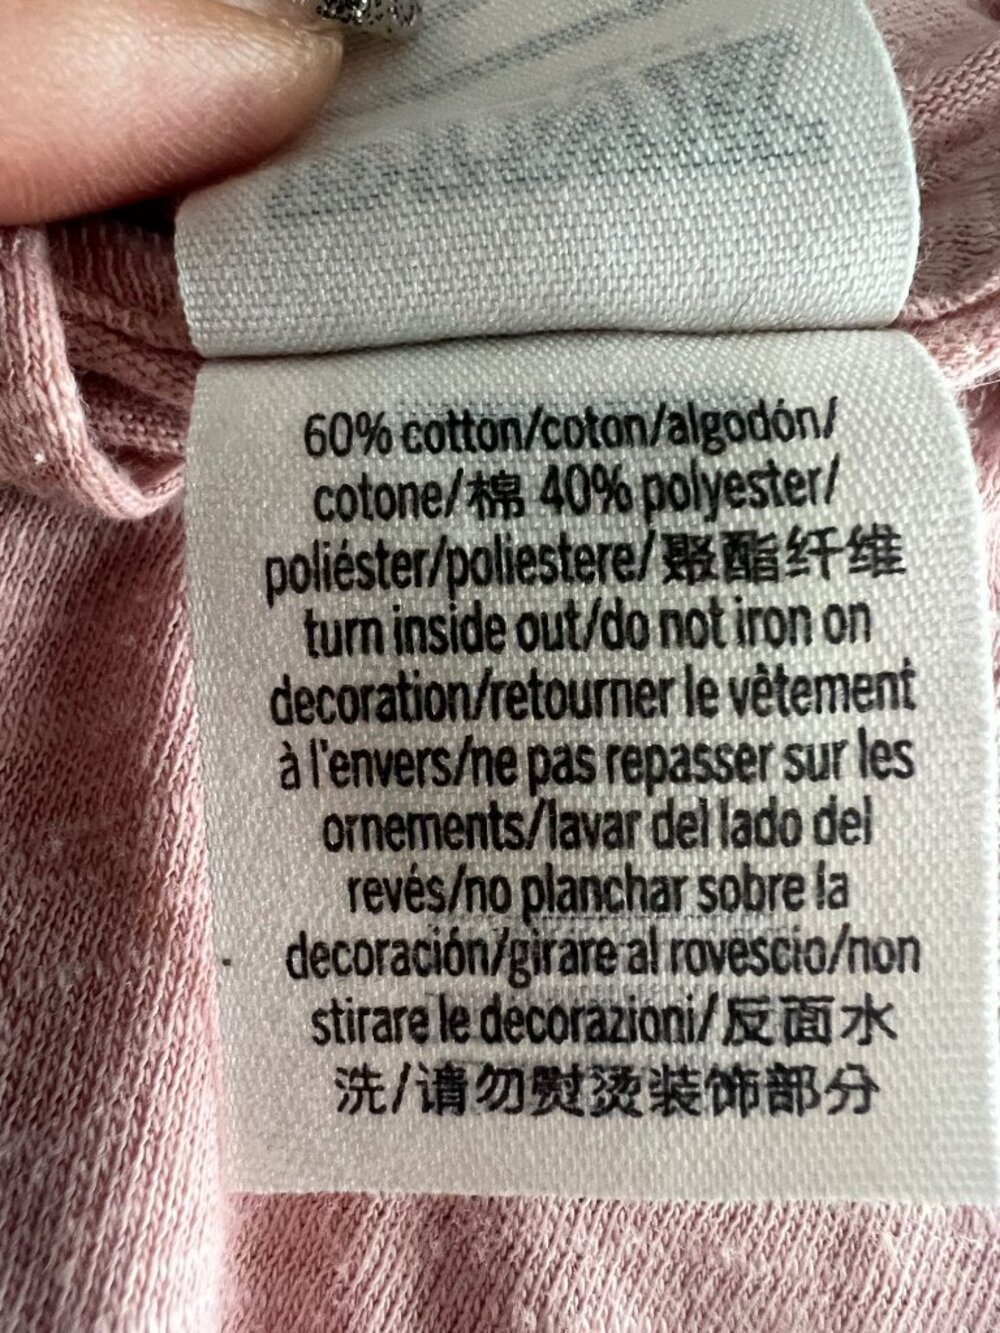 60% cotton/coton/algodón/
cotone/棉 40% polyester/
poliéster/poliestere/聚酯纤维
turn inside out/do not iron on
decoration/retourner le vêtement
à l'envers/ne pas repasser sur les
ornements/lavar del lado del
revés/no planchar sobre la
decoración/girare al rovescio/non
stirare le decorazioni/反面水
洗/请勿熨烫装饰部分